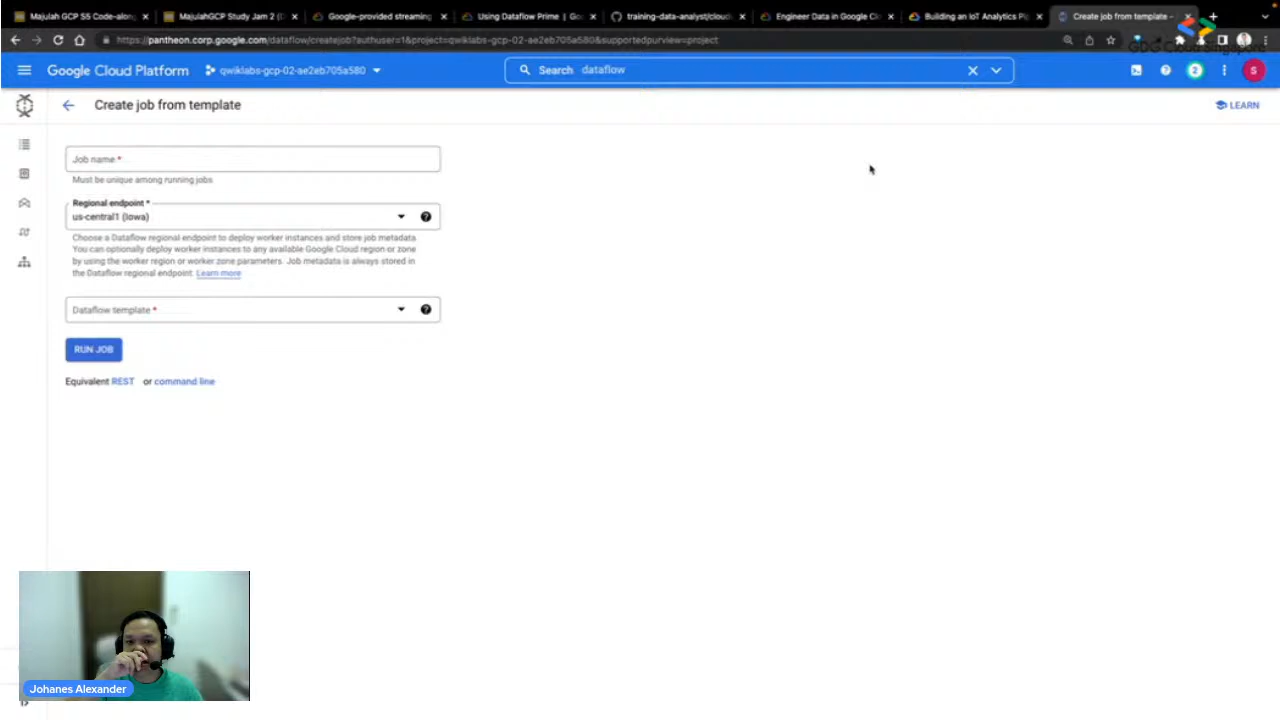 Majulah GCP S5 Code-along
MajulahGCP Study Jam 2 (
Google-provided streaming
Using Dataflow Prime | Goo
training-data-analyst/cloud
Engineer Data in Google Cl
Building an IoT Analytics Pi
Create job from template -
https://pantheon.corp.google.com/dataflow/createjob?authuser=1&project=qwiklabs-gcp-02-ae2eb705a580&supportedpurview=project
GDG Cloud Singapore
Google Cloud Platform
qwiklabs-gcp-02-ae2eb705a580
Search dataflow
2
S
Create job from template
LEARN
Job name *
Must be unique among running jobs
Regional endpoint *
us-central1 (Iowa)
Choose a Dataflow regional endpoint to deploy worker instances and store job metadata.
You can optionally deploy worker instances to any available Google Cloud region or zone
by using the worker region or worker zone parameters. Job metadata is always stored in
the Dataflow regional endpoint. Learn more
Dataflow template *
RUN JOB
Equivalent REST or command line
Johanes Alexander